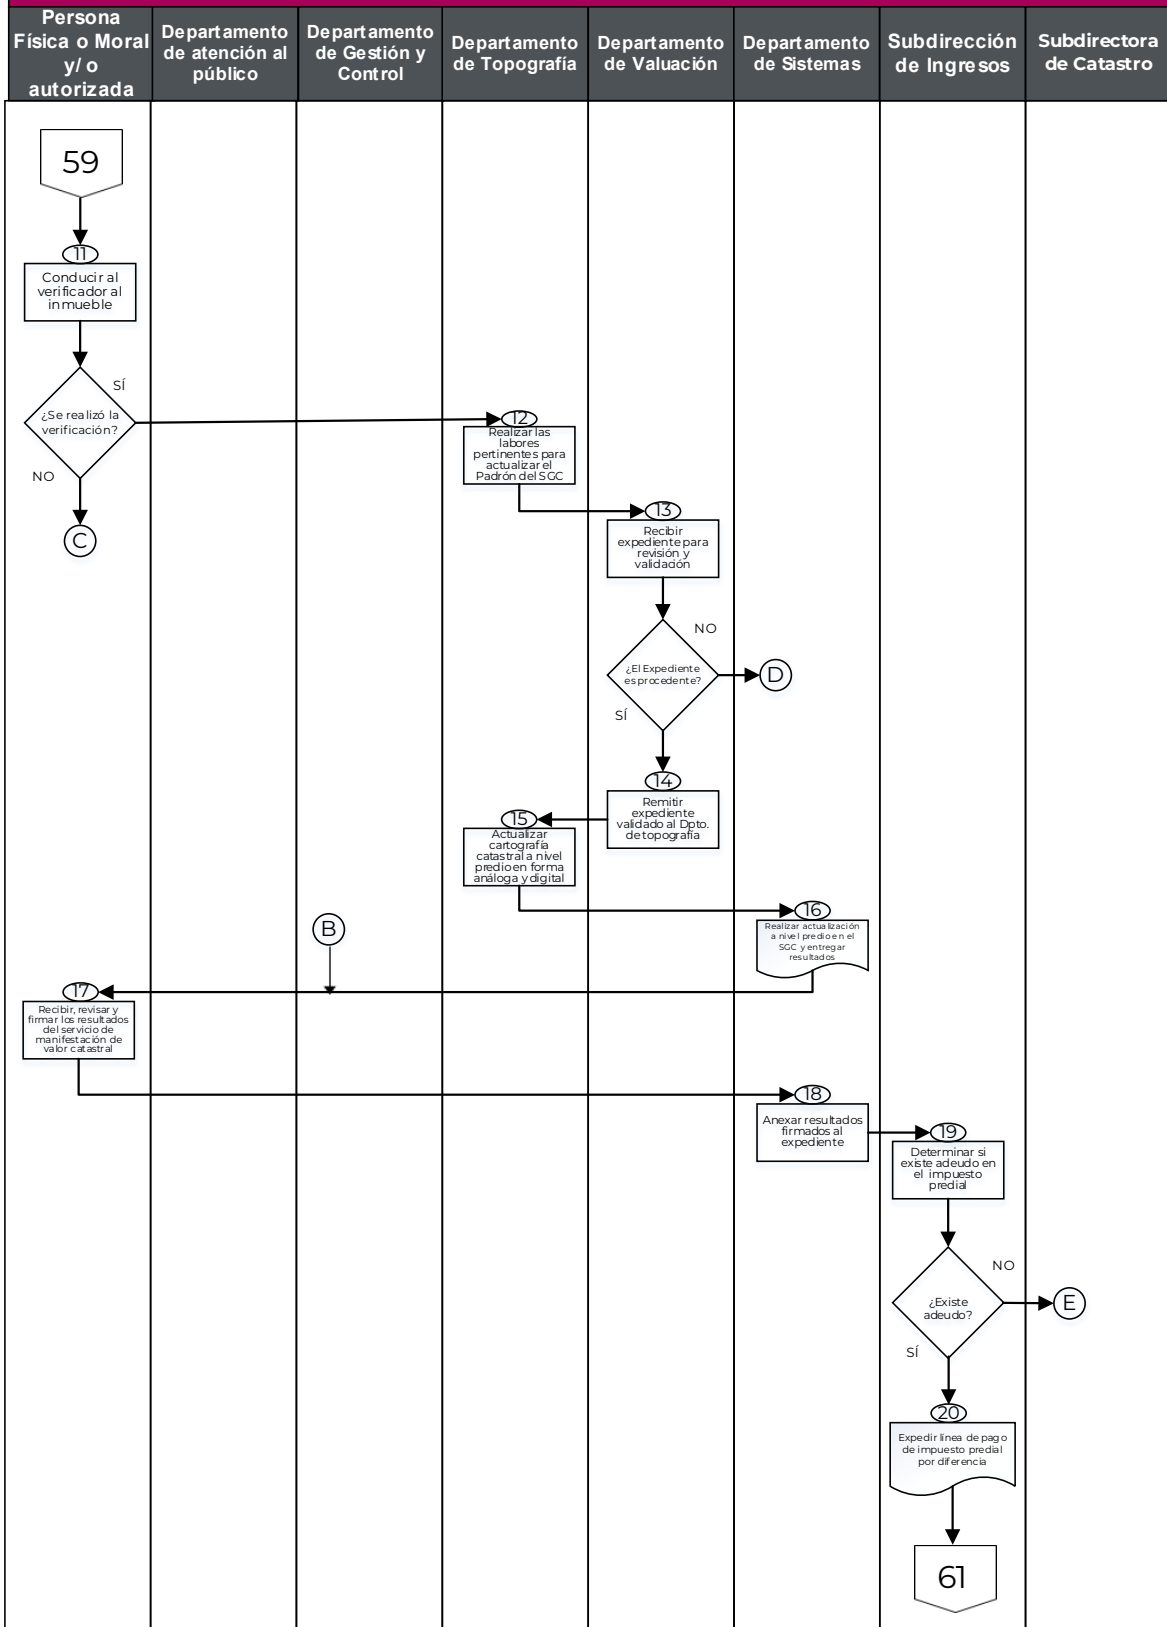 Persona
Física o Moral
y/ o
autorizada
Departamento
de atención al
público
Departamento
de Gestión y
Control
Departamento
de Topografía
Departamento
de Valuación
Departamento
de Sistemas
Subdirección
de Ingresos
Subdirectora
de Catastro
59
11
Conducir al
verificador al
inmueble
SÍ
¿Se realizó la
verificación?
NO
C
12
Realizar las
labores
pertinentes para
actualizar el
Padrón del SGC
13
Recibir
expediente para
revisión y
validación
NO
¿El Expediente
es procedente?
D
SÍ
14
Remitir
expediente
validado al Dpto.
de topografía
15
Actualizar
cartografía
catastral a nivel
predio en forma
análoga y digital
16
Realizar actualización
a nivel predio en el
SGC y entregar
resultados
B
17
Recibir, revisar y
firmar los resultados
del servicio de
manifestación de
valor catastral
18
Anexar resultados
firmados al
expediente
19
Determinar si
existe adeudo en
el impuesto
predial
NO
¿Existe
adeudo?
E
SÍ
20
Expedir línea de pago
de impuesto predial
por diferencia
61